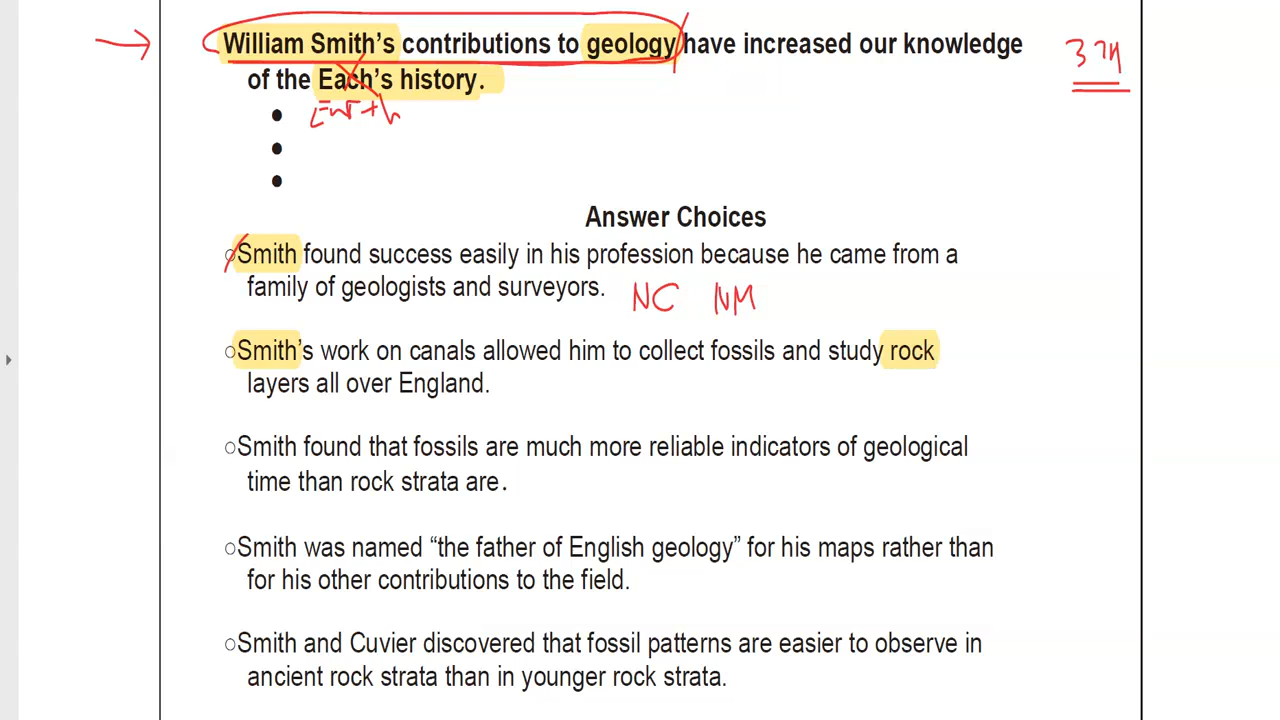 William Smith's contributions to geology have increased our knowledge
374
of the Each's history.
Earth
•
•
•
Answer Choices
○Smith found success easily in his profession because he came from a
family of geologists and surveyors.
NC NM
○Smith's work on canals allowed him to collect fossils and study rock
layers all over England.
○Smith found that fossils are much more reliable indicators of geological
time than rock strata are.
○Smith was named “the father of English geology” for his maps rather than
for his other contributions to the field.
○Smith and Cuvier discovered that fossil patterns are easier to observe in
ancient rock strata than in younger rock strata.